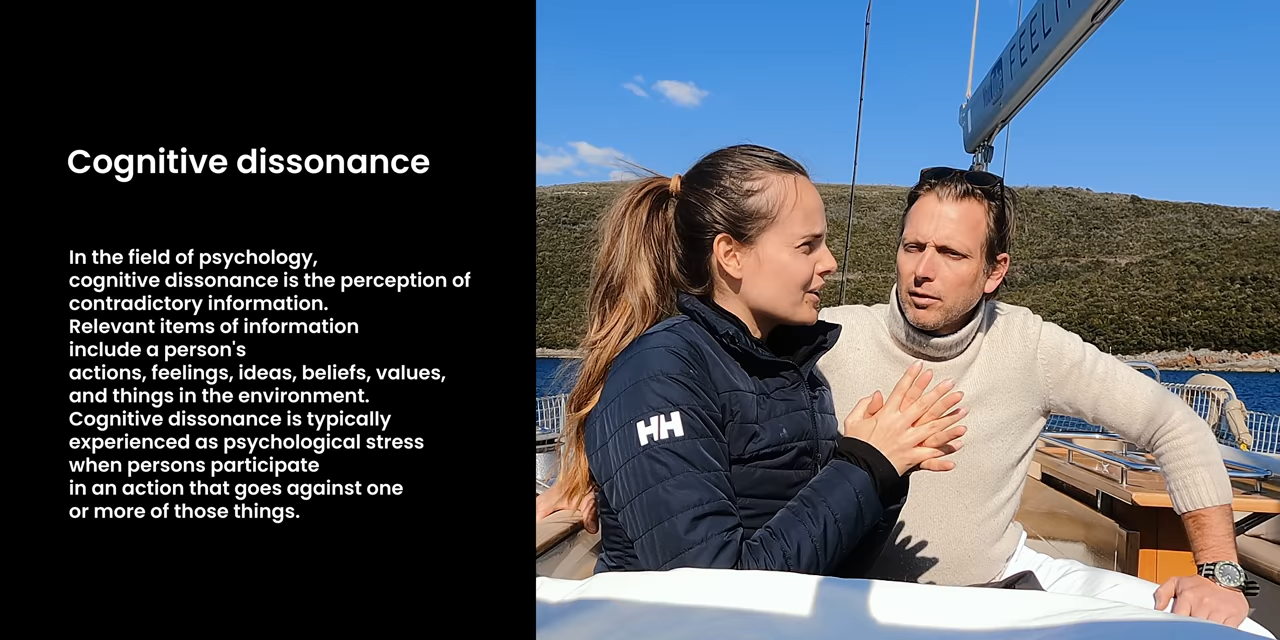 Cognitive dissonance
In the field of psychology,
cognitive dissonance is the perception of
contradictory information.
Relevant items of information
include a person's
actions, feelings, ideas, beliefs, values,
and things in the environment.
Cognitive dissonance is typically
experienced as psychological stress
when persons participate
in an action that goes against one
or more of those things.
HH